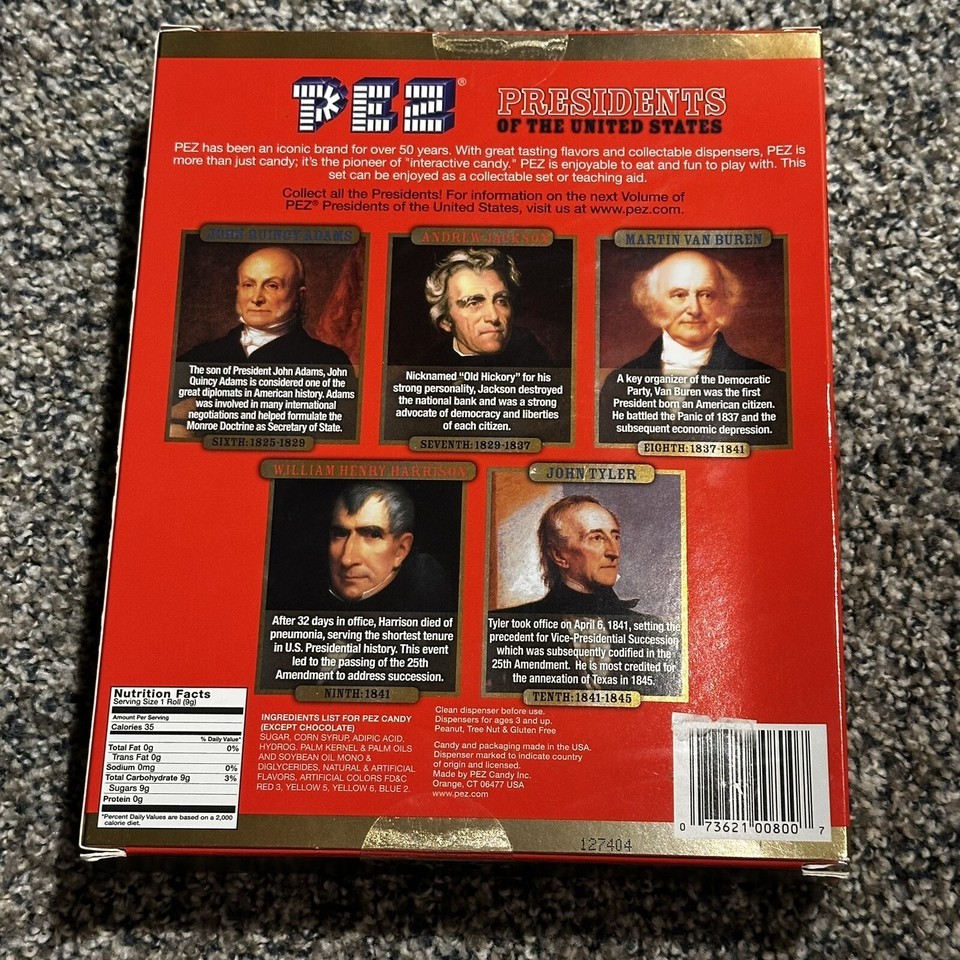 PEZ®
PRESIDENTS
OF THE UNITED STATES
PEZ has been an iconic brand for over 50 years. With great tasting flavors and collectable dispensers, PEZ is
more than just candy; it's the pioneer of "interactive candy." PEZ is enjoyable to eat and fun to play with. This
set can be enjoyed as a collectable set or teaching aid.
Collect all the Presidents! For information on the next Volume of
PEZ® Presidents of the United States, visit us at www.pez.com.
JOHN QUINCY ADAMS
The son of President John Adams, John
Quincy Adams is considered one of the
great diplomats in American history. Adams
was involved in many international
negotiations and helped formulate the
Monroe Doctrine as Secretary of State.
SIXTH: 1825-1829
ANDREW JACKSON
Nicknamed "Old Hickory" for his
strong personality, Jackson destroyed
the national bank and was a strong
advocate of democracy and liberties
of each citizen.
SEVENTH: 1829-1837
MARTIN VAN BUREN
A key organizer of the Democratic
Party, Van Buren was the first
President born an American citizen.
He battled the Panic of 1837 and the
subsequent economic depression.
EIGHTH: 1837-1841
WILLIAM HENRY HARRISON
After 32 days in office, Harrison died of
pneumonia, serving the shortest tenure
in U.S. Presidential history. This event
led to the passing of the 25th
Amendment to address succession.
NINTH: 1841
JOHN TYLER
Tyler took office on April 6, 1841, setting the
precedent for Vice-Presidential Succession
which was subsequently codified in the
25th Amendment. He is most credited for
the annexation of Texas in 1845.
TENTH: 1841-1845
Nutrition Facts
Serving Size 1 Roll (9g)
Amount Per Serving
Calories 35
% Daily Value*
Total Fat 0g 0%
Trans Fat 0g
Sodium 0mg 0%
Total Carbohydrate 9g 3%
Sugars 9g
Protein 0g
*Percent Daily Values are based on a 2,000
calorie diet.
INGREDIENTS LIST FOR PEZ CANDY
(EXCEPT CHOCOLATE)
SUGAR, CORN SYRUP, ADIPIC ACID,
HYDROG. PALM KERNEL & PALM OILS
AND SOYBEAN OIL MONO &
DIGLYCERIDES, NATURAL & ARTIFICIAL
FLAVORS, ARTIFICIAL COLORS FD&C
RED 3, YELLOW 5, YELLOW 6, BLUE 2.
Clean dispenser before use.
Dispensers for ages 3 and up.
Peanut, Tree Nut & Gluten Free
Candy and packaging made in the USA.
Dispenser marked to indicate country
of origin and licensed.
Made by PEZ Candy Inc.
Orange, CT 06477 USA
www.pez.com
0 73621 00800 7
127404